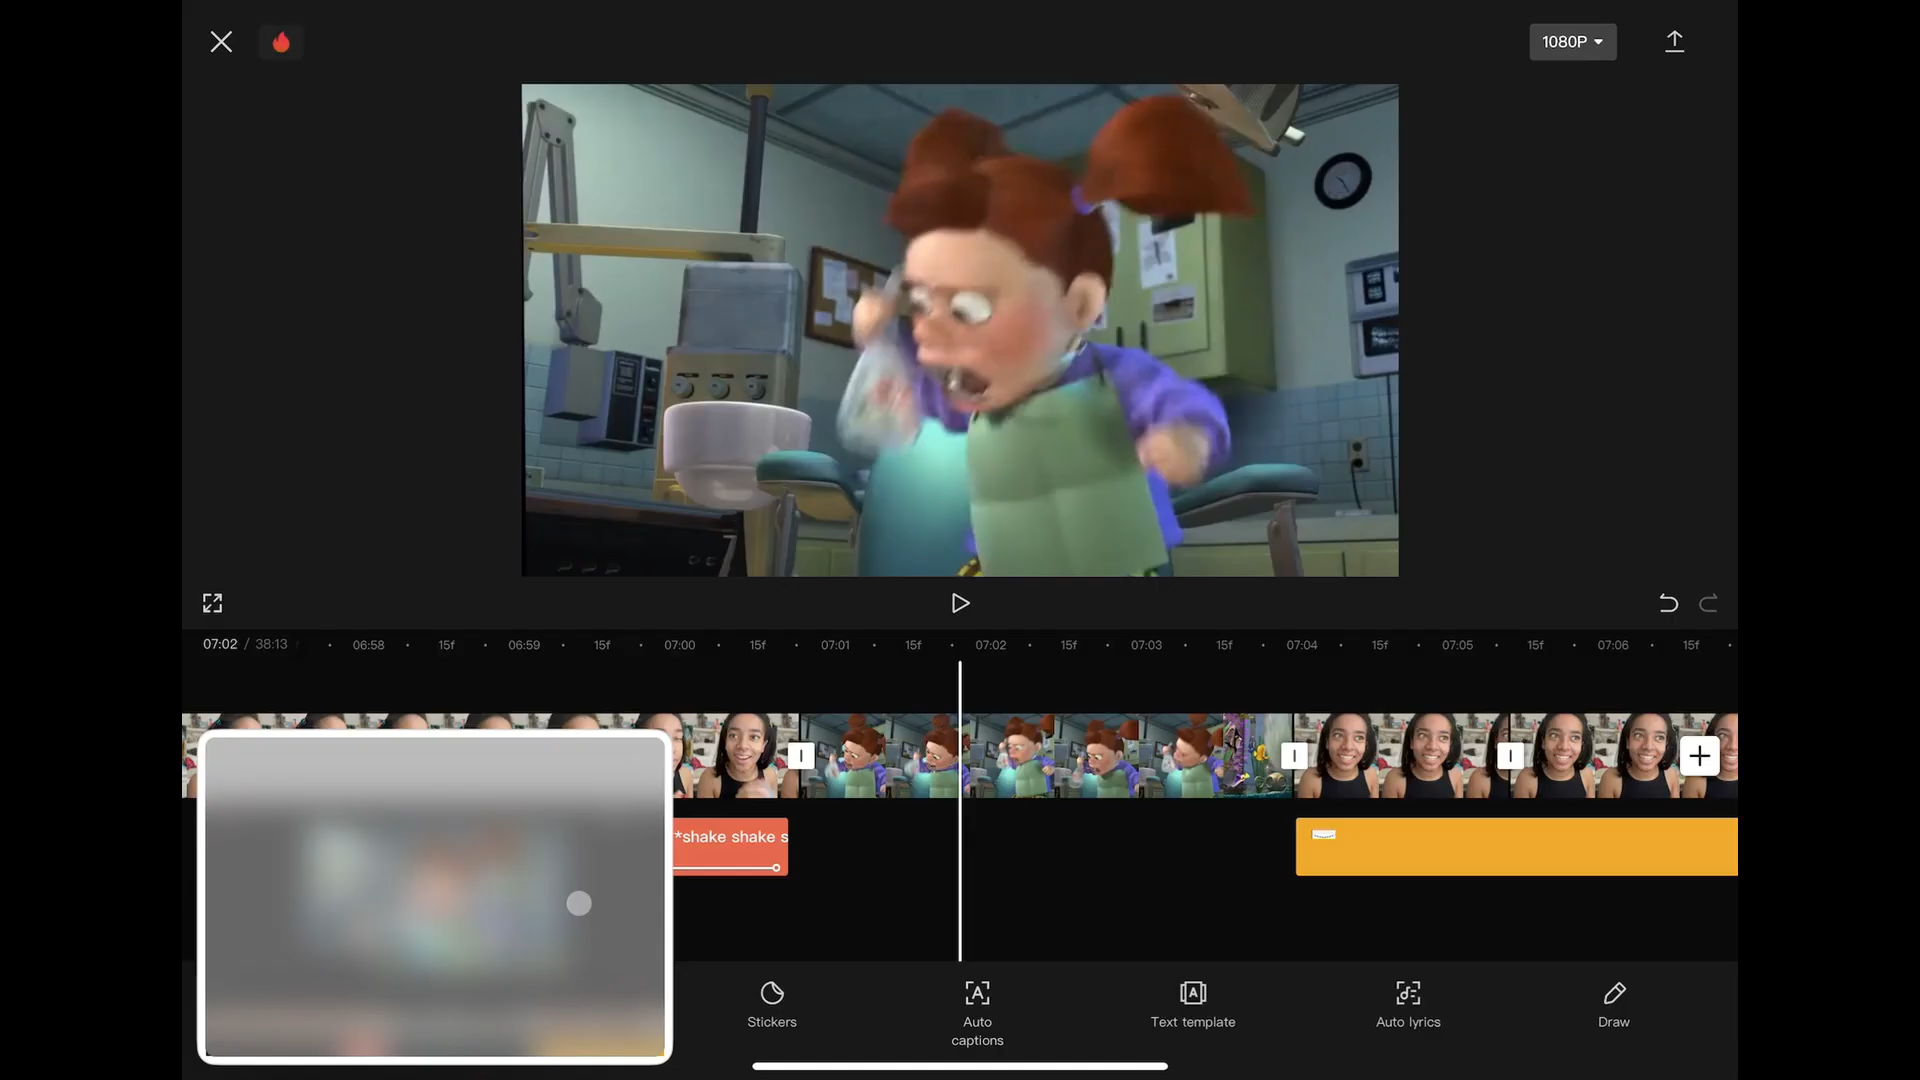 1080P
07:02 / 38:13
06:58 15f 06:59 15f 07:00 15f 07:01 15f 07:02 15f 07:03 15f 07:04 15f 07:05 15f 07:06 15f
*shake shake s
Stickers
Auto
captions
Text template
Auto lyrics
Draw